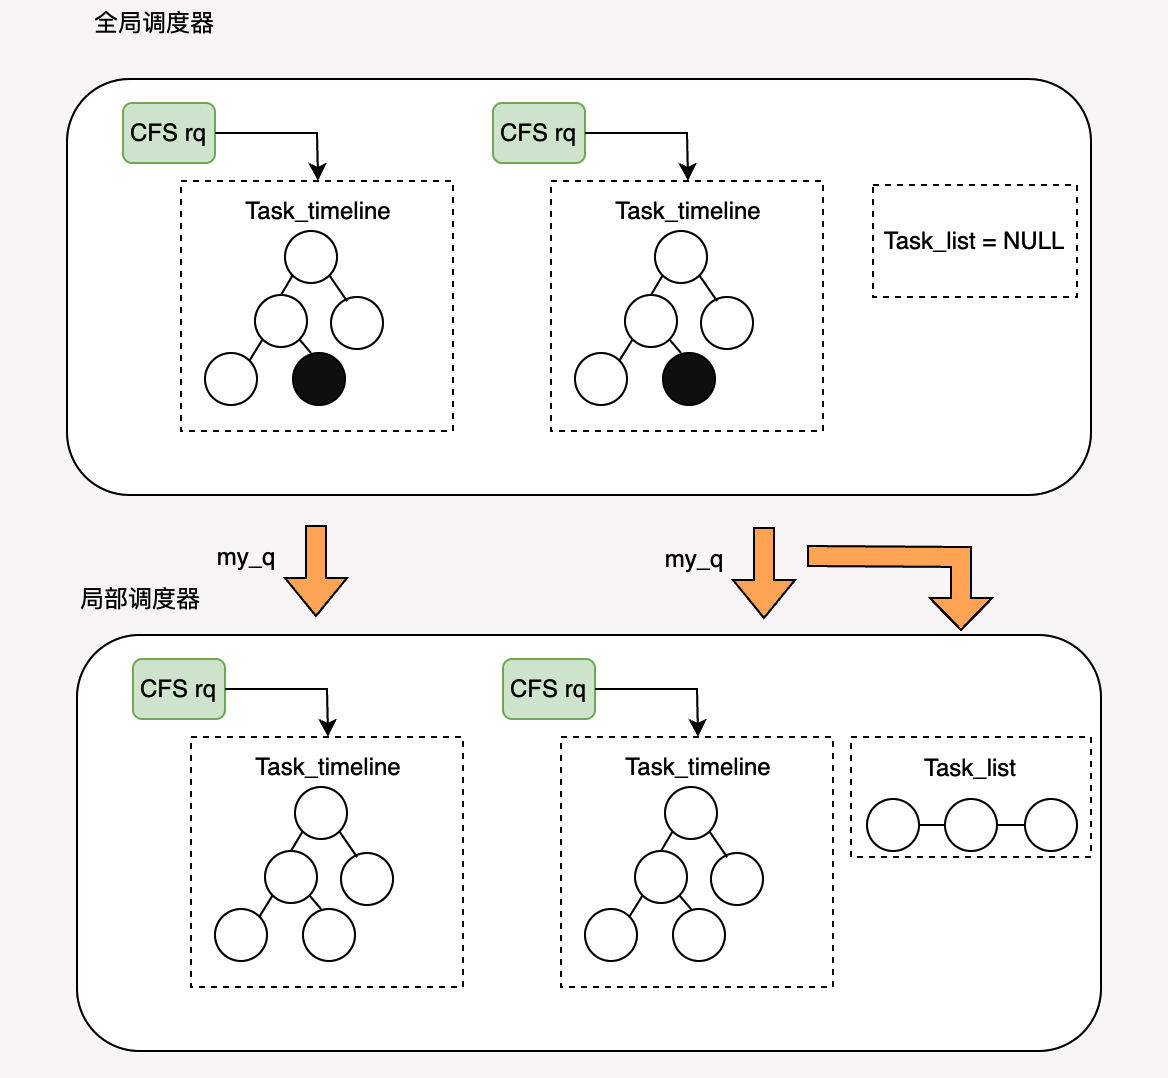 全局调度器
CFS rq
CFS rq
Task_timeline
Task_timeline
Task_list = NULL
my_q
my_q
局部调度器
CFS rq
CFS rq
Task_timeline
Task_timeline
Task_list